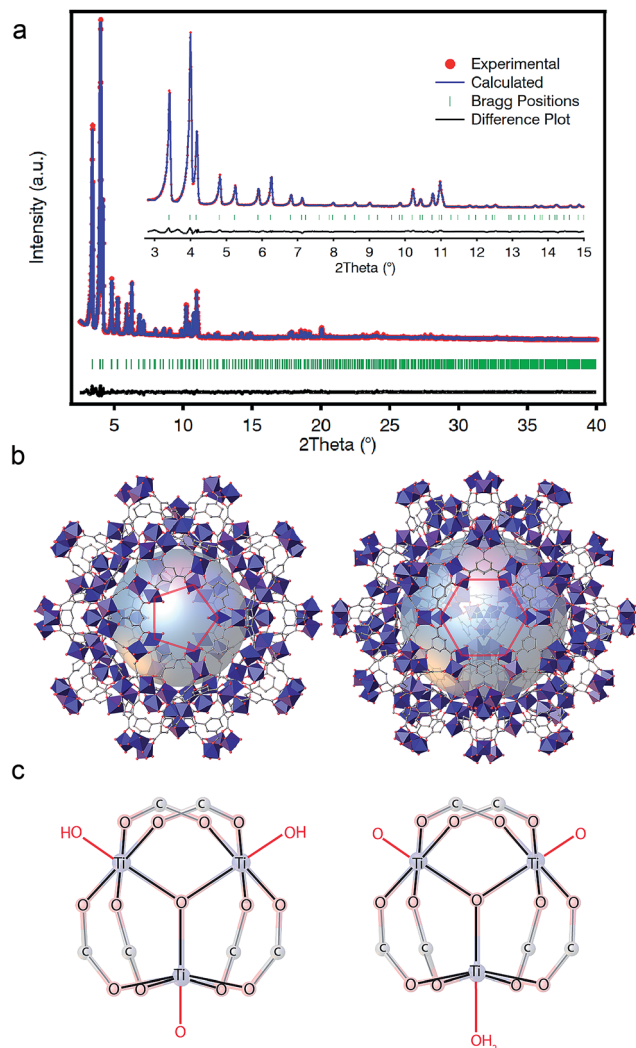 a
Experimental
Calculated
Bragg Positions
Difference Plot
Intensity (a.u.)
3 4 5 6 7 8 9 10 11 12 13 14 15
2Theta (°)
5 10 15 20 25 30 35 40
2Theta (°)
b
c
C C
C C
HO O O O O OH
O O O O O O
Ti Ti
Ti Ti
O O O O O
O O O O O
C C C C
C C C C
Ti
Ti
O O O O
O O O O
O
OH₂